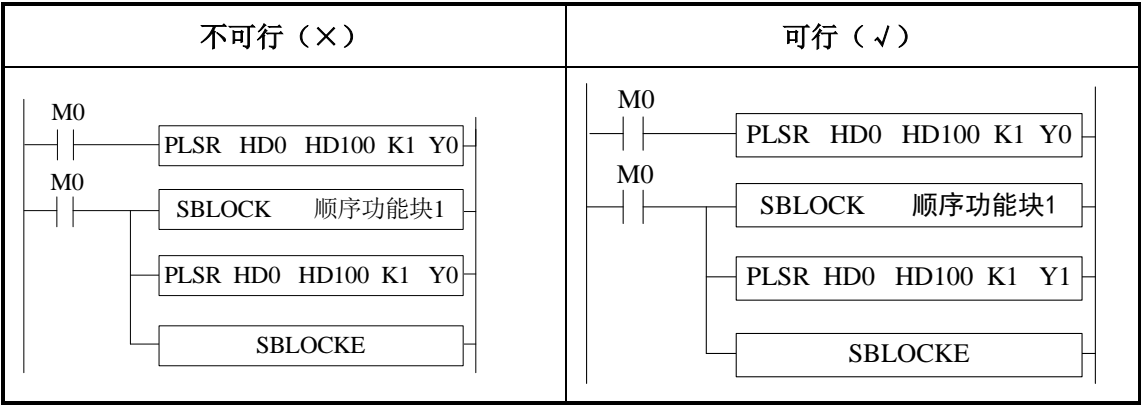 不可行（×）
可行（√）
M0
PLSR HD0 HD100 K1 Y0
M0
SBLOCK 顺序功能块1
PLSR HD0 HD100 K1 Y0
SBLOCKE
M0
PLSR HD0 HD100 K1 Y0
M0
SBLOCK 顺序功能块1
PLSR HD0 HD100 K1 Y1
SBLOCKE